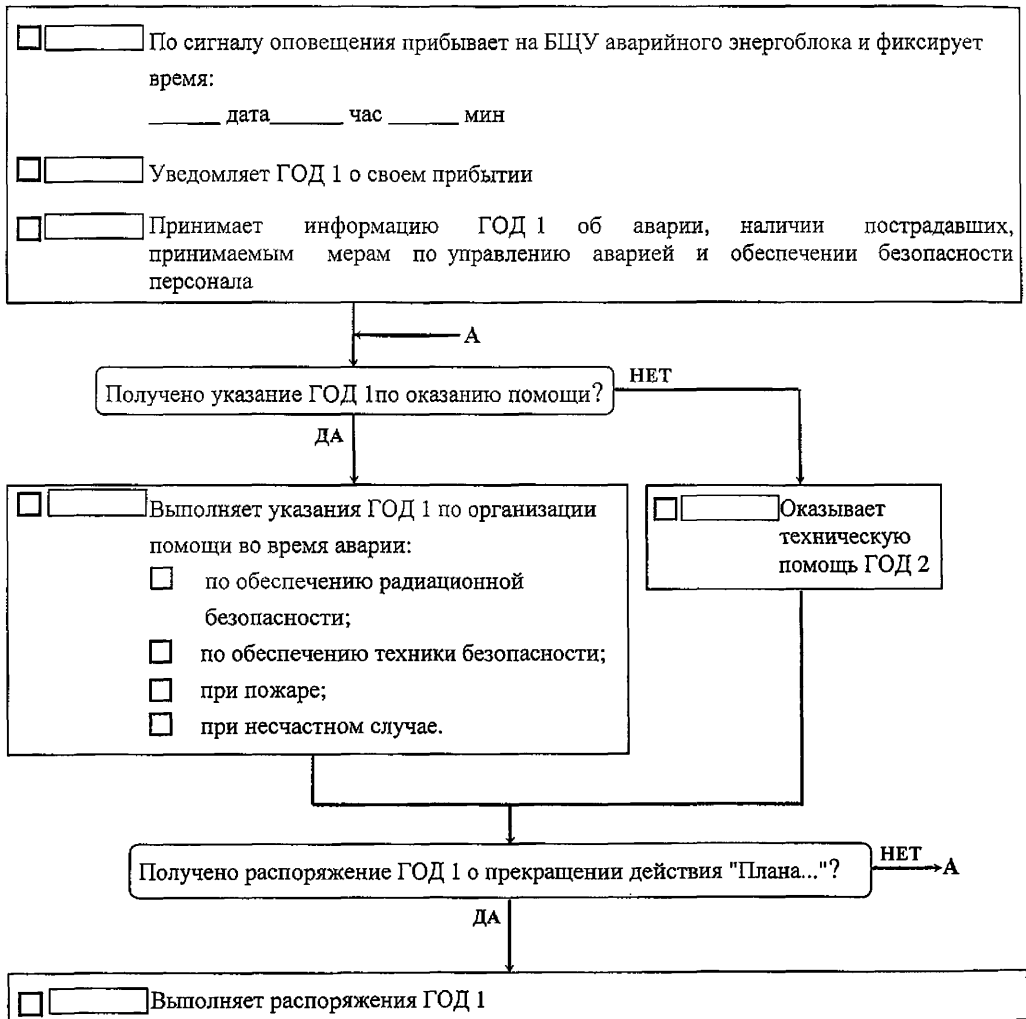 По сигналу оповещения прибывает на БЩУ аварийного энергоблока и фиксирует
время:
______ дата______ час ______ мин
Уведомляет ГОД 1 о своем прибытии
Принимает информацию ГОД 1 об аварии, наличии пострадавших,
принимаемым мерам по управлению аварией и обеспечении безопасности
персонала
А
Получено указание ГОД 1по оказанию помощи?
НЕТ
ДА
Выполняет указания ГОД 1 по организации
помощи во время аварии:
по обеспечению радиационной
безопасности;
по обеспечению техники безопасности;
при пожаре;
при несчастном случае.
Оказывает
техническую
помощь ГОД 2
Получено распоряжение ГОД 1 о прекращении действия "Плана..."?
НЕТ
А
ДА
Выполняет распоряжения ГОД 1